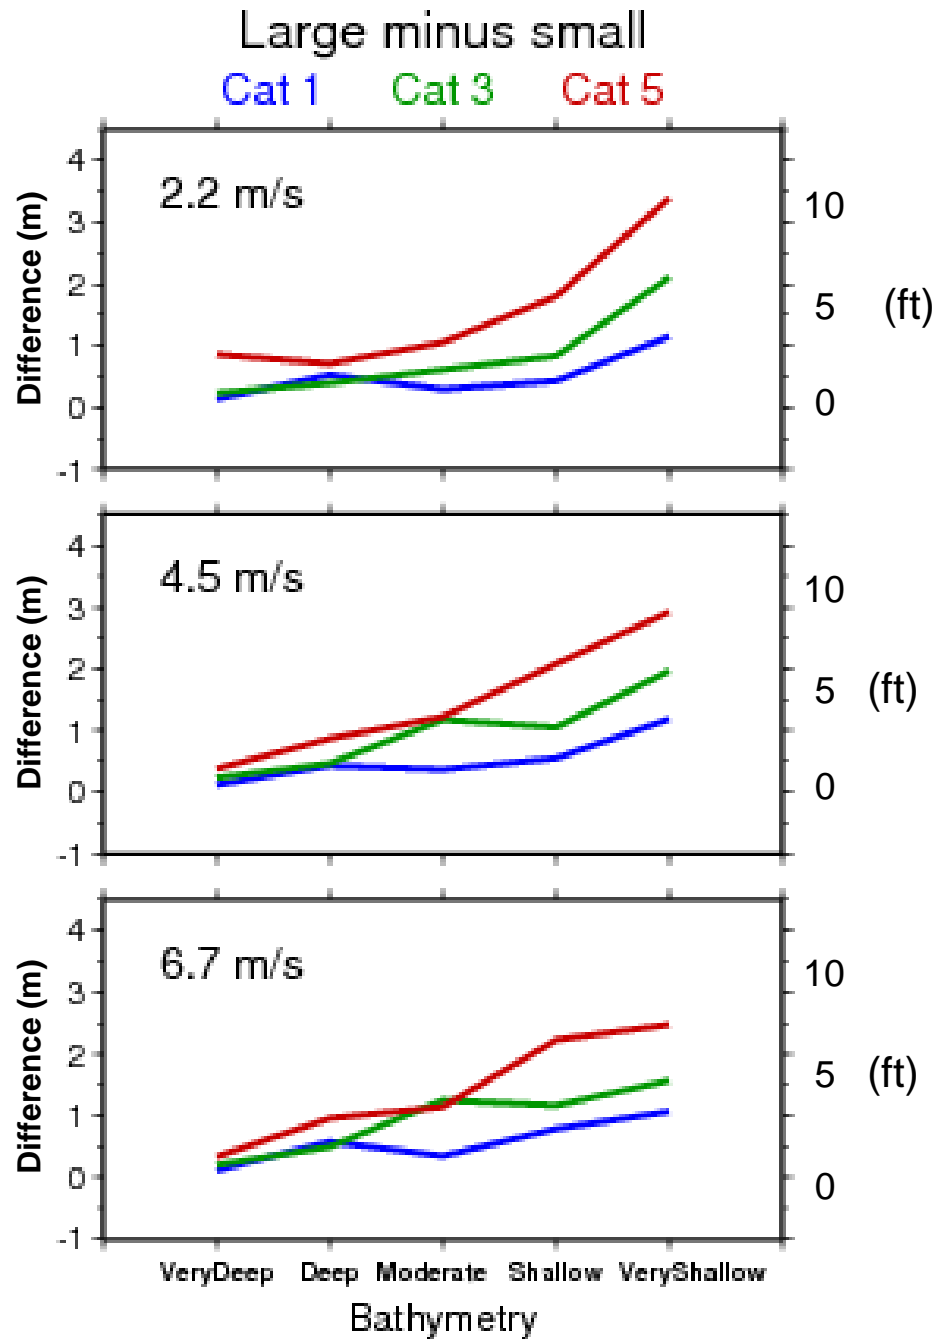 Large minus small
Cat 1 Cat 3 Cat 5
2.2 m/s
Difference (m)
4
3
2
1
0
-1
10
5 (ft)
0
4.5 m/s
Difference (m)
4
3
2
1
0
-1
10
5 (ft)
0
6.7 m/s
Difference (m)
4
3
2
1
0
-1
10
5 (ft)
0
VeryDeep Deep Moderate Shallow VeryShallow
Bathymetry